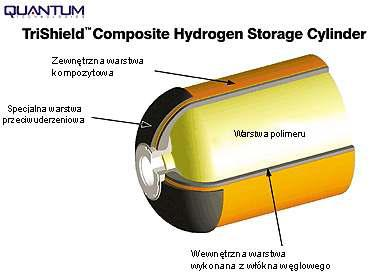 QUANTUM
TECHNOLOGIES
TriShield™ Composite Hydrogen Storage Cylinder
Zewnętrzna warstwa
kompozytowa
Specjalna warstwa
przeciwuderzeniowa
Warstwa polimeru
Wewnętrzna warstwa
wykonana z włókna węglowego